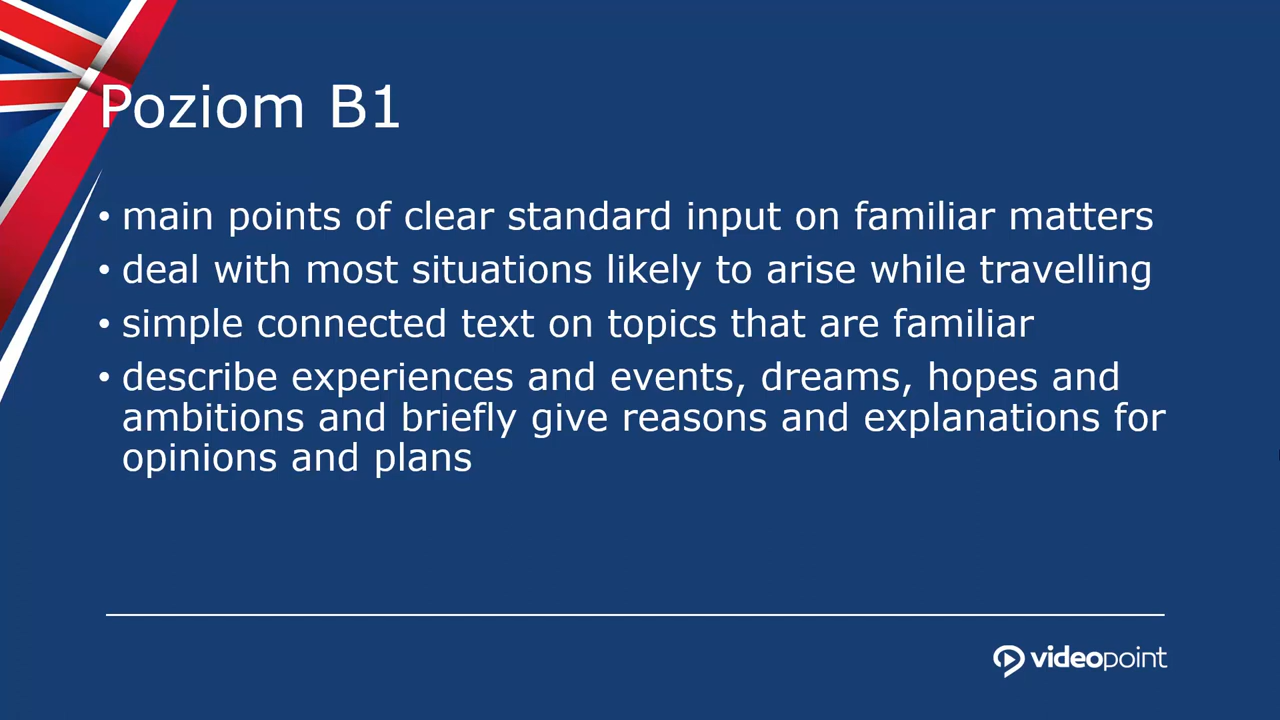 Poziom B1
• main points of clear standard input on familiar matters
• deal with most situations likely to arise while travelling
• simple connected text on topics that are familiar
• describe experiences and events, dreams, hopes and
ambitions and briefly give reasons and explanations for
opinions and plans
videopoint